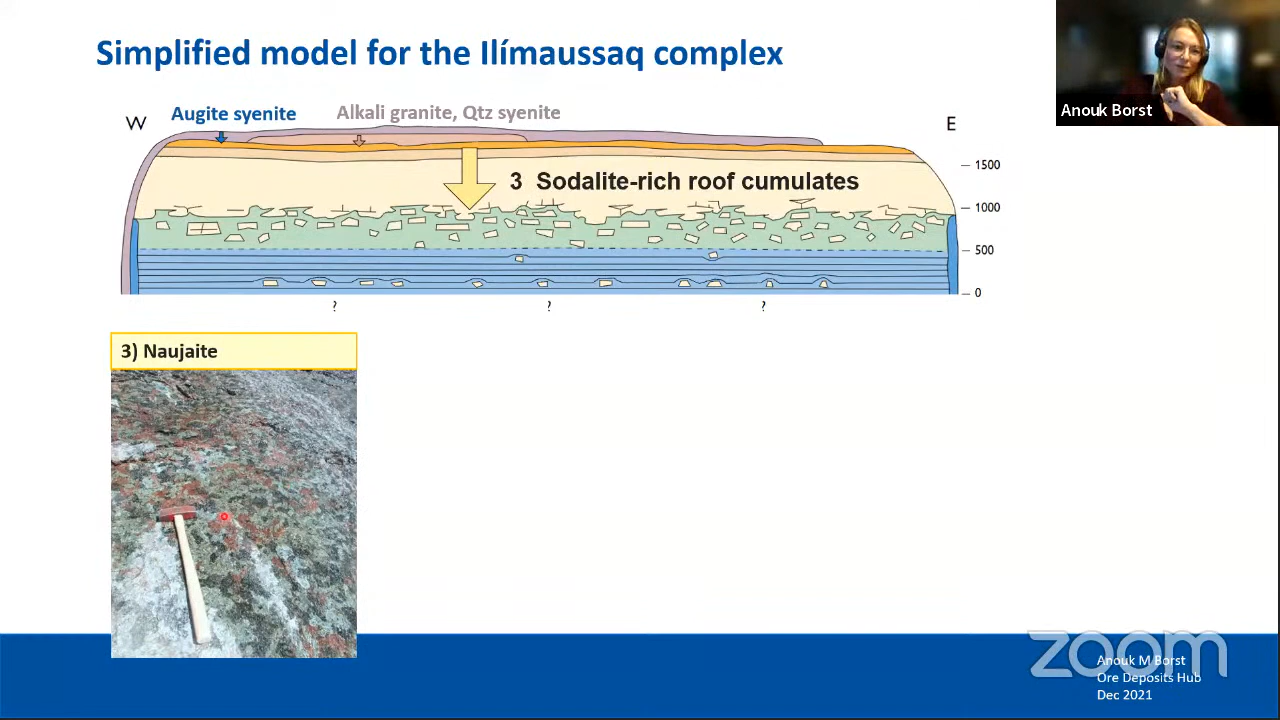 Simplified model for the Ilímaussaq complex
Anouk Borst
Augite syenite
Alkali granite, Qtz syenite
W
E
1500
3 Sodalite-rich roof cumulates
1000
500
0
? ? ?
3) Naujaite
zoom
Anouk M Borst
Ore Deposits Hub
Dec 2021